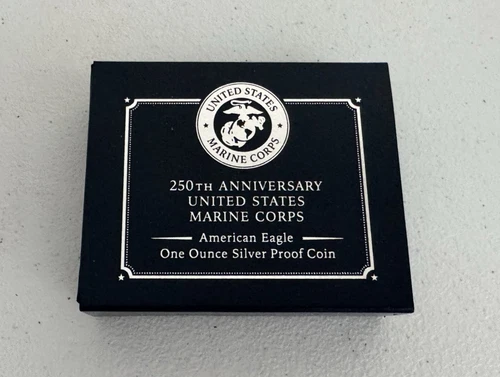 UNITED STATES
MARINE CORPS
250TH ANNIVERSARY
UNITED STATES
MARINE CORPS
American Eagle
One Ounce Silver Proof Coin